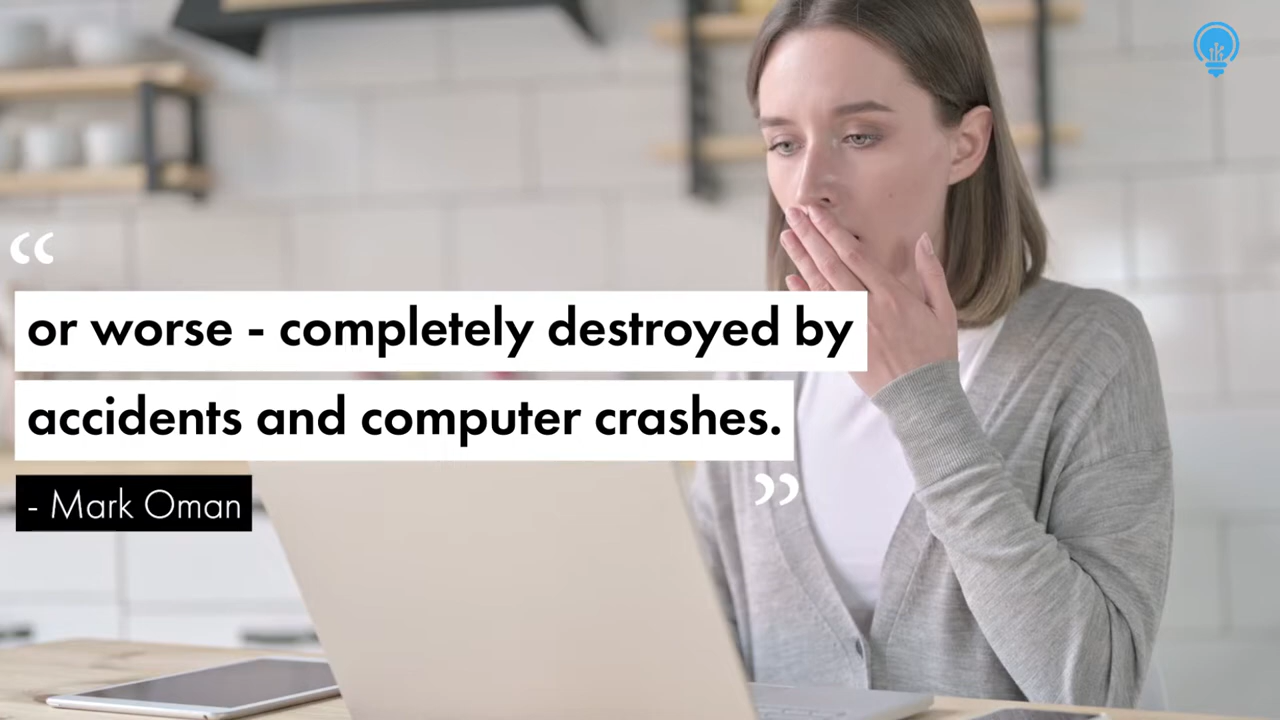 “
or worse - completely destroyed by
accidents and computer crashes.
”
- Mark Oman